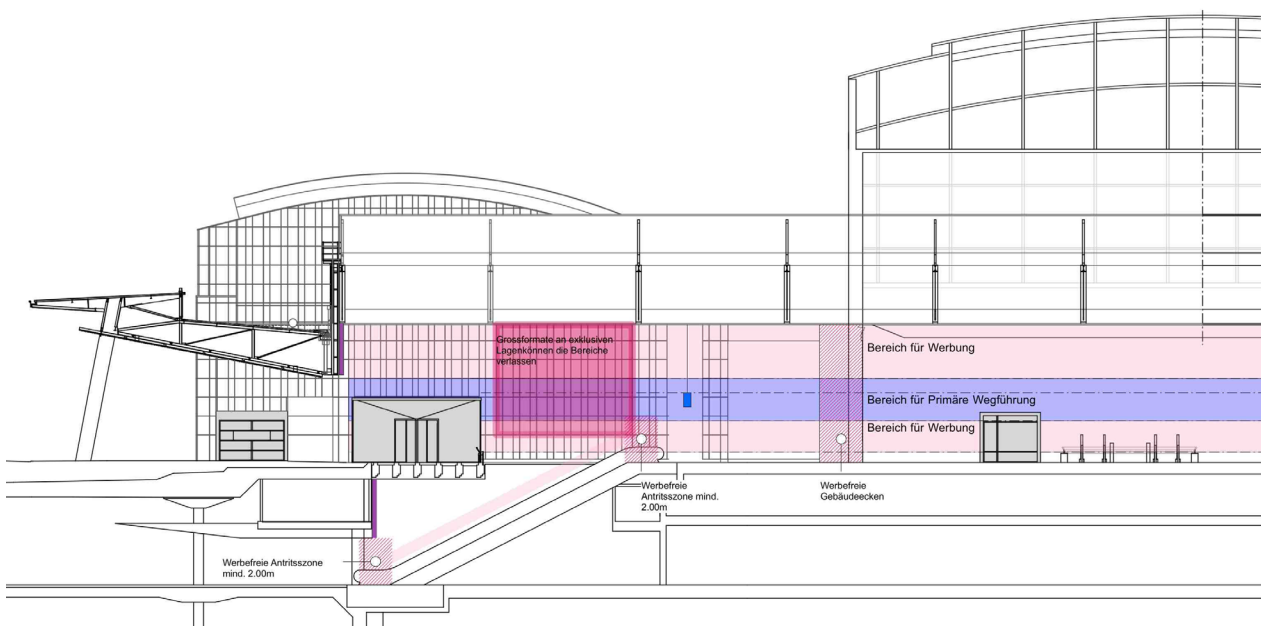 Grossformate an exklusiven
Lagenkönnen die Bereiche
verlassen
Bereich für Werbung
Bereich für Primäre Wegführung
Bereich für Werbung
Werbefreie
Antritsszone mind.
2.00m
Werbefreie
Gebäudeecken
Werbefreie Antritsszone
mind. 2.00m